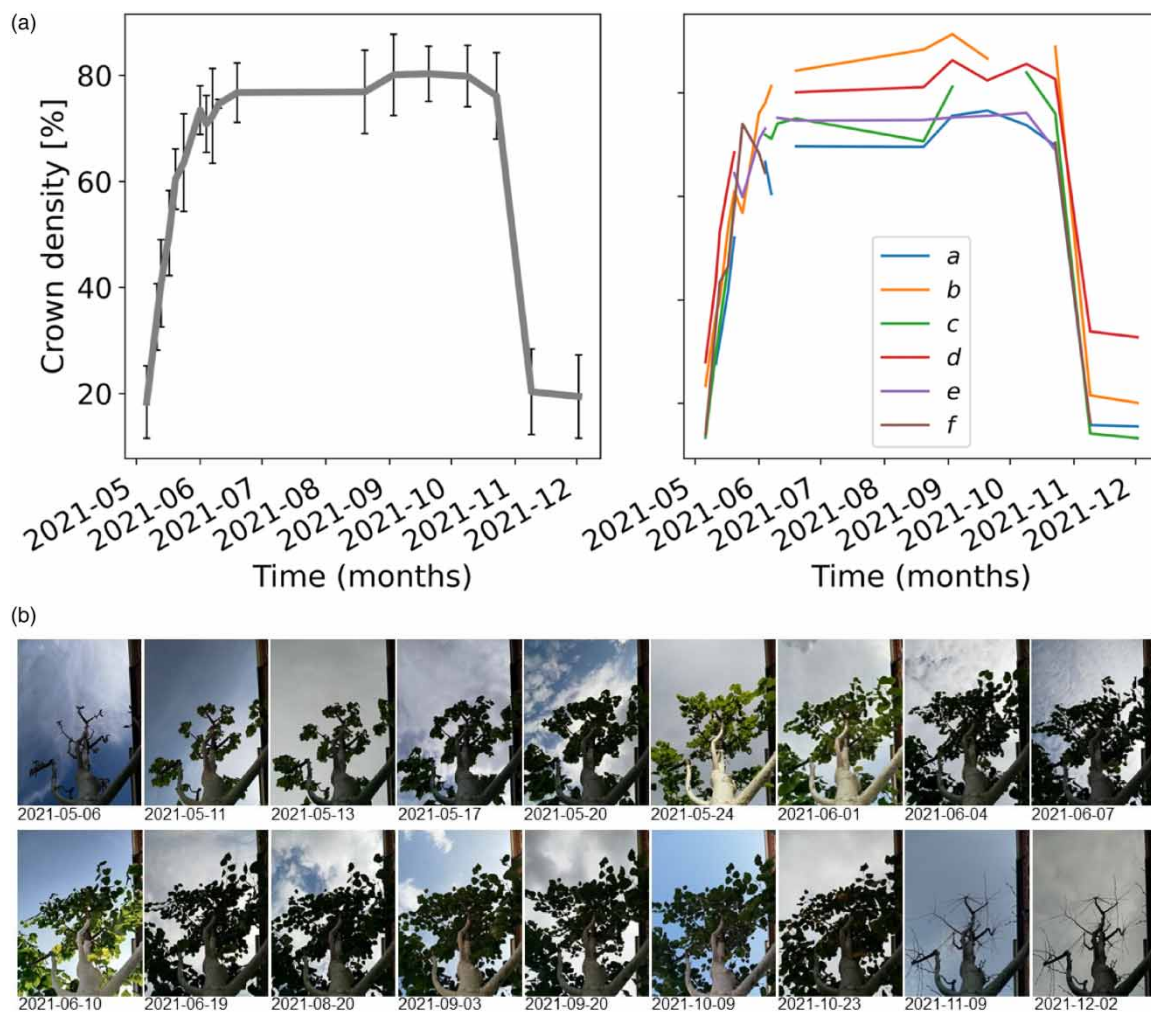 (a)
80
60
40
20
Crown density [%]
2021-05
2021-06
2021-07
2021-08
2021-09
2021-10
2021-11
2021-12
Time (months)
a
b
c
d
e
f
2021-05
2021-06
2021-07
2021-08
2021-09
2021-10
2021-11
2021-12
Time (months)
(b)
2021-05-06 2021-05-11 2021-05-13 2021-05-17 2021-05-20 2021-05-24 2021-06-01 2021-06-04 2021-06-07
2021-06-10 2021-06-19 2021-08-20 2021-09-03 2021-09-20 2021-10-09 2021-10-23 2021-11-09 2021-12-02